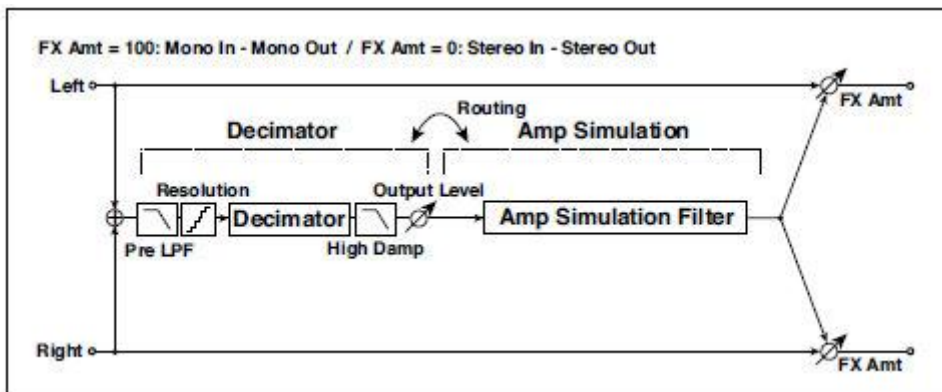 FX Amt = 100: Mono In - Mono Out / FX Amt = 0: Stereo In - Stereo Out
Left
FX Amt
Routing
Decimator
Amp Simulation
Resolution
Output Level
Decimator
Amp Simulation Filter
Pre LPF
High Damp
Right
FX Amt